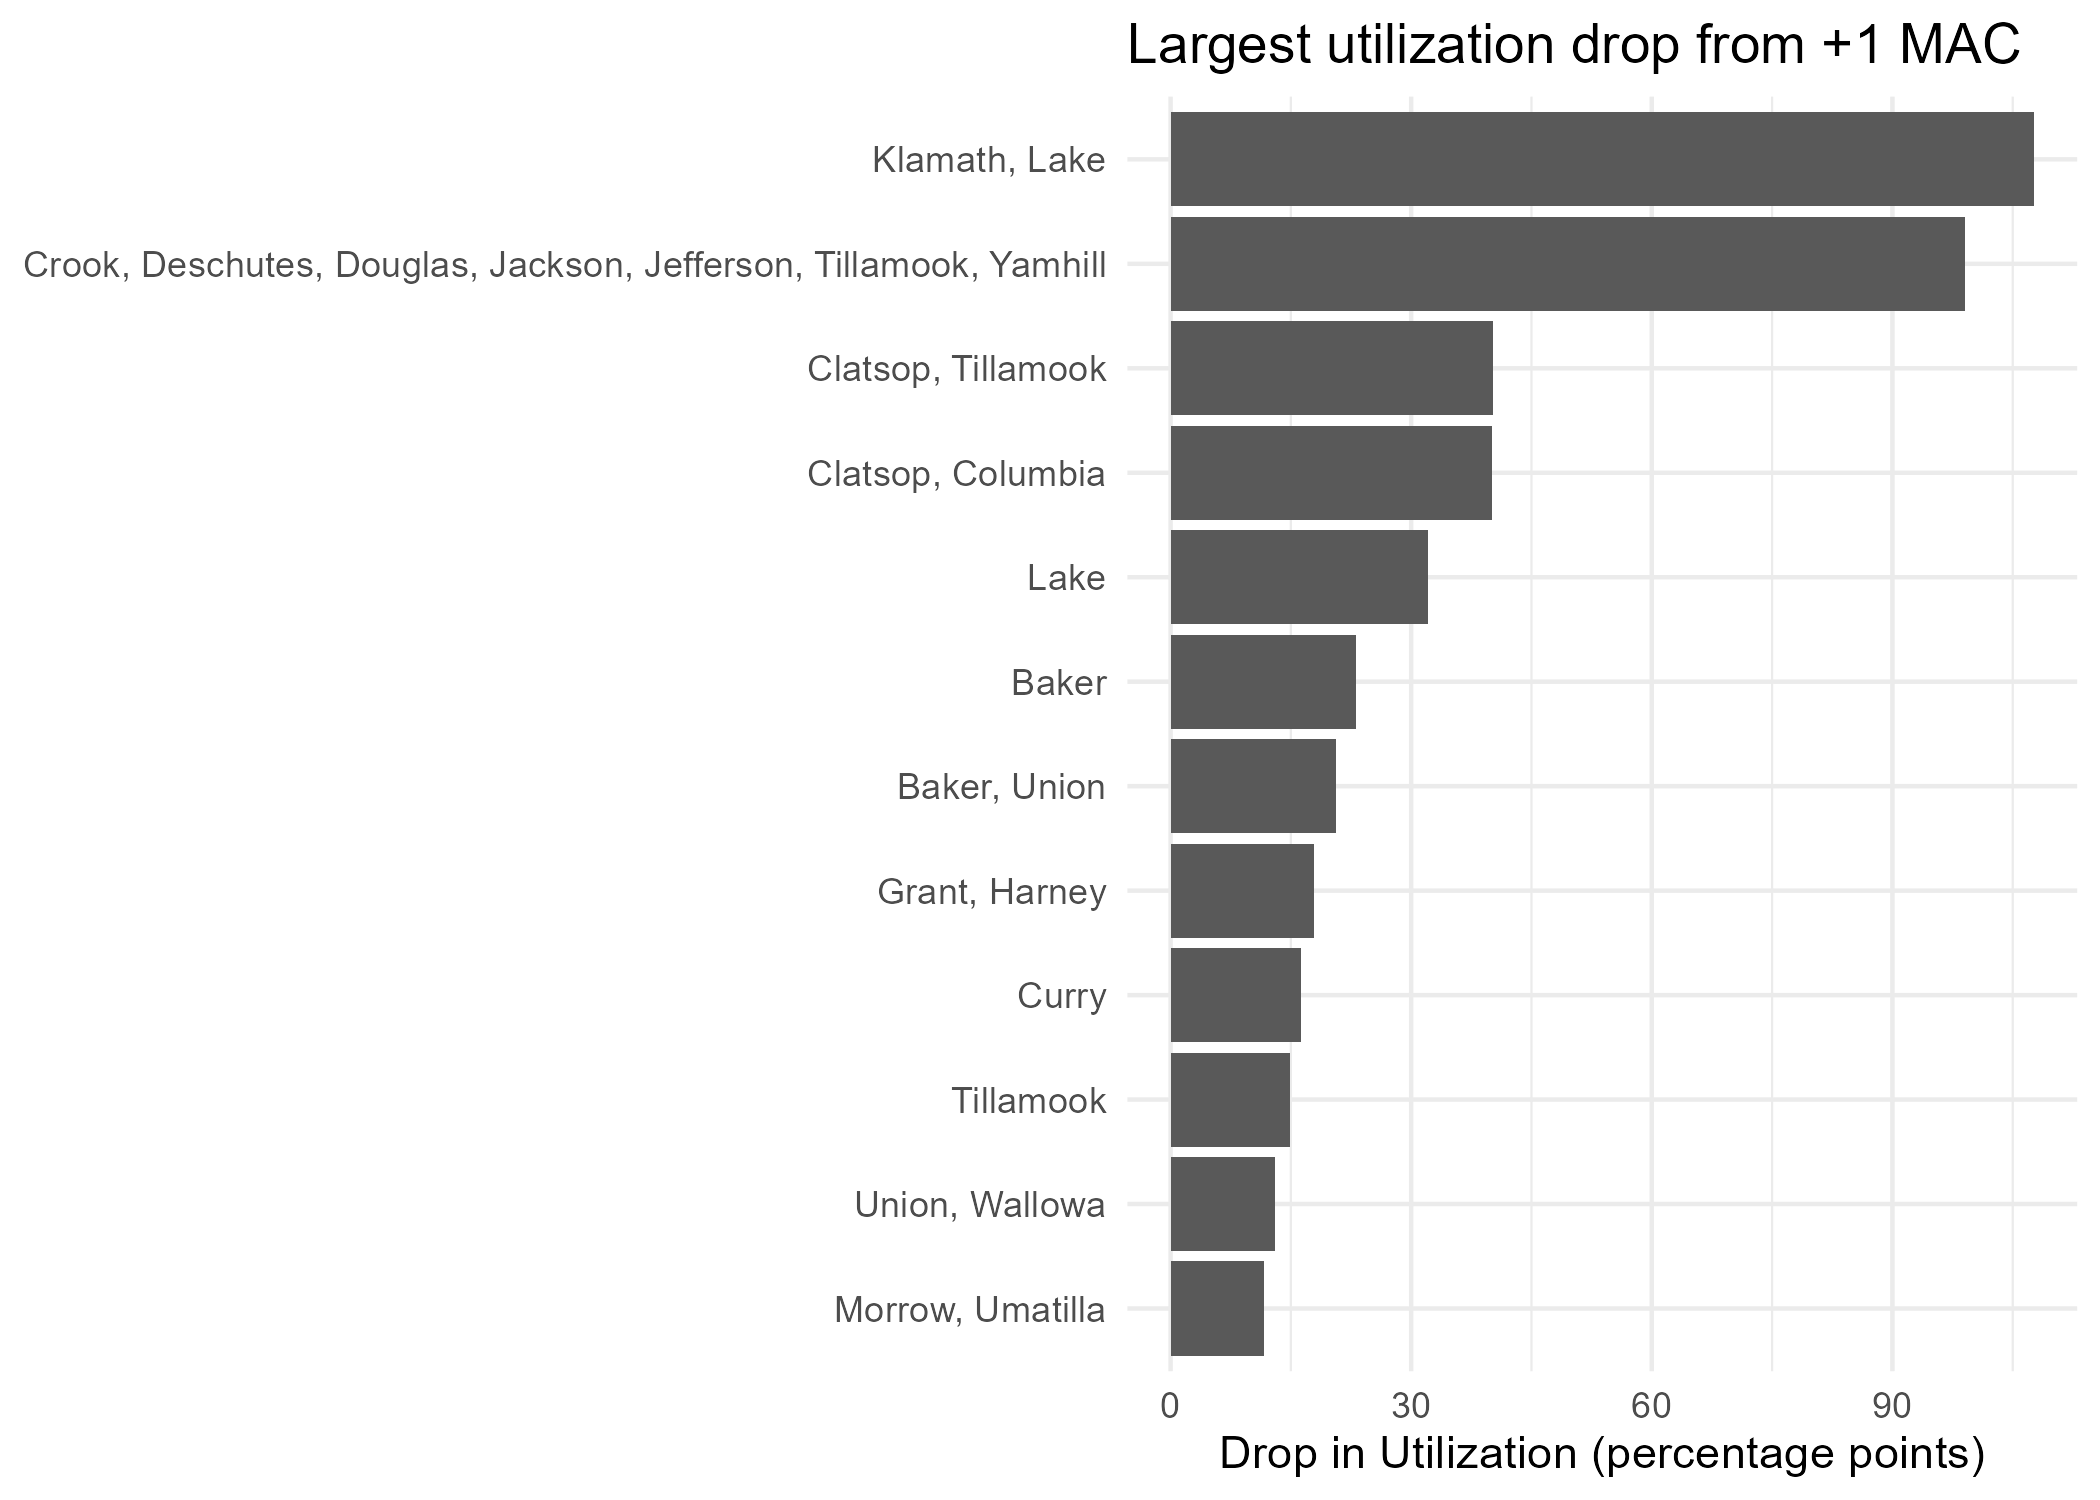 Largest utilization drop from +1 MAC
Klamath, Lake
Crook, Deschutes, Douglas, Jackson, Jefferson, Tillamook, Yamhill
Clatsop, Tillamook
Clatsop, Columbia
Lake
Baker
Baker, Union
Grant, Harney
Curry
Tillamook
Union, Wallowa
Morrow, Umatilla
0 30 60 90
Drop in Utilization (percentage points)